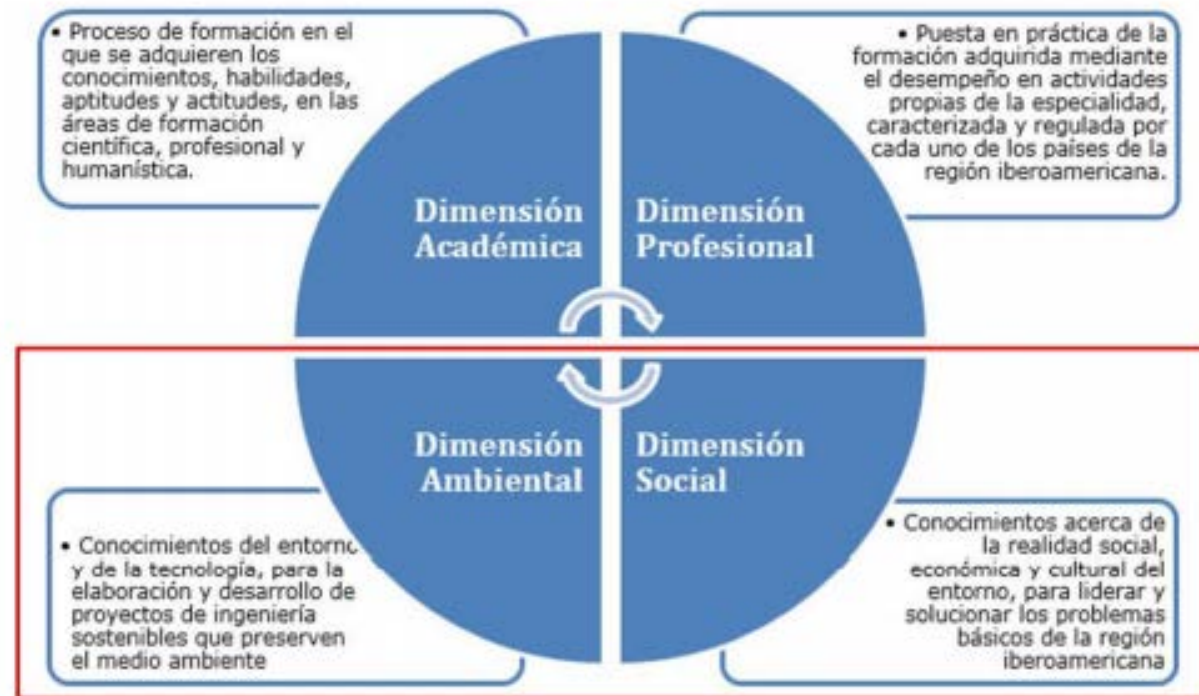 • Proceso de formación en el
que se adquieren los
conocimientos, habilidades,
aptitudes y actitudes, en las
áreas de formación
científica, profesional y
humanística.
• Puesta en práctica de la
formación adquirida mediante
el desempeño en actividades
propias de la especialidad,
caracterizada y regulada por
cada uno de los países de la
región iberoamericana.
Dimensión
Académica
Dimensión
Profesional
Dimensión
Ambiental
Dimensión
Social
• Conocimientos del entorno
y de la tecnología, para la
elaboración y desarrollo de
proyectos de ingeniería
sostenibles que preserven
el medio ambiente
• Conocimientos acerca de
la realidad social,
económica y cultural del
entorno, para liderar y
solucionar los problemas
básicos de la región
iberoamericana